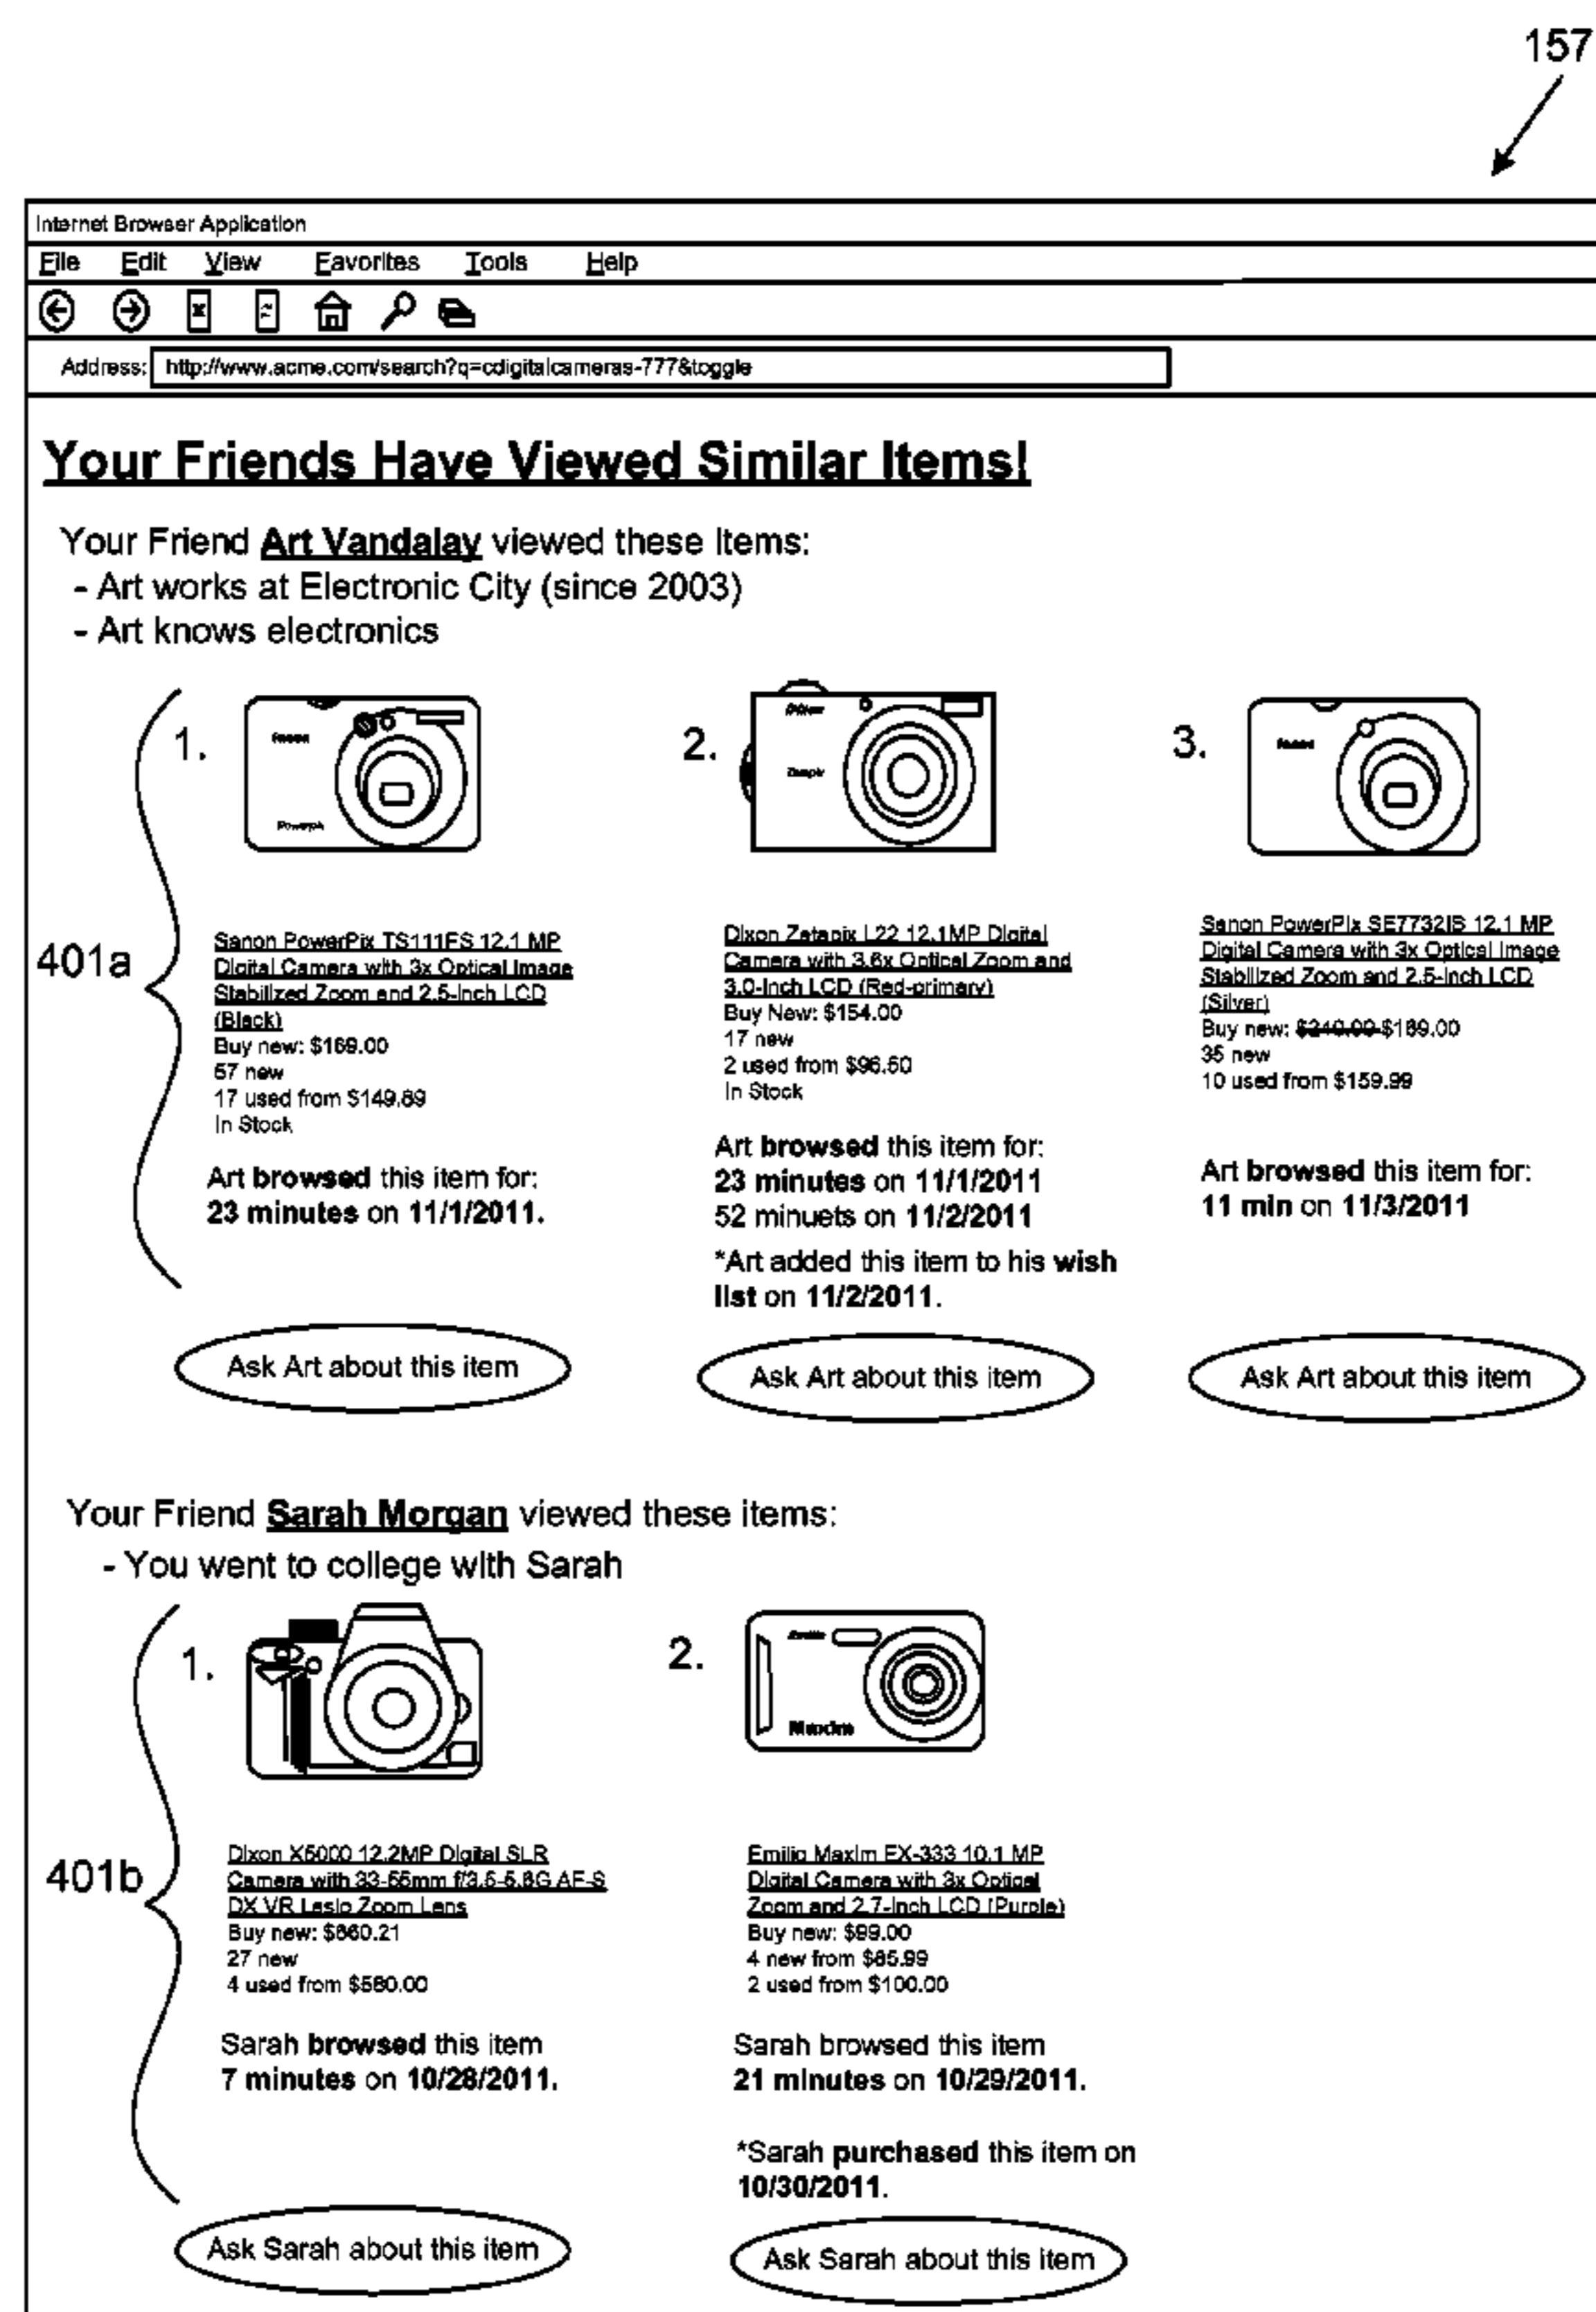 157
Internet Browser Application
File Edit View Favorites Tools Help
Address: http://www.acme.com/search?q=cdigitalcameras-777&toggle
Your Friends Have Viewed Similar Items!
Your Friend Art Vandalay viewed these Items:
- Art works at Electronic City (since 2003)
- Art knows electronics
401a
1.
Sanon PowerPix TS111FS 12.1 MP
Digital Camera with 3x Optical Image
Stabilized Zoom and 2.5-Inch LCD
(Black)
Buy new: $169.00
57 new
17 used from $149.89
In Stock
Art browsed this item for:
23 minutes on 11/1/2011.
Ask Art about this item
2.
Dixon Zetapix L22 12.1MP Digital
Camera with 3.6x Optical Zoom and
3.0-Inch LCD (Red-primary)
Buy New: $154.00
17 new
2 used from $96.50
In Stock
Art browsed this item for:
23 minutes on 11/1/2011
52 minuets on 11/2/2011
*Art added this item to his wish
list on 11/2/2011.
Ask Art about this item
3.
Sanon PowerPix SE7732IS 12.1 MP
Digital Camera with 3x Optical Image
Stabilized Zoom and 2.5-Inch LCD
(Silver)
Buy new: $189.00
35 new
10 used from $159.99
Art browsed this item for:
11 min on 11/3/2011
Ask Art about this item
Your Friend Sarah Morgan viewed these items:
- You went to college with Sarah
401b
1.
Dixon X5000 12.2MP Digital SLR
Camera with 33-55mm f/3.5-5.6G AF-S
DX VR Zoom Lens
Buy new: $660.21
27 new
4 used from $580.00
Sarah browsed this item
7 minutes on 10/28/2011.
Ask Sarah about this item
2.
Maxim
Emilio Maxim EX-333 10.1 MP
Digital Camera with 3x Optical
Zoom and 2.7-Inch LCD (Purple)
Buy new: $99.00
4 new from $85.99
2 used from $100.00
Sarah browsed this item
21 minutes on 10/29/2011.
*Sarah purchased this item on
10/30/2011.
Ask Sarah about this item